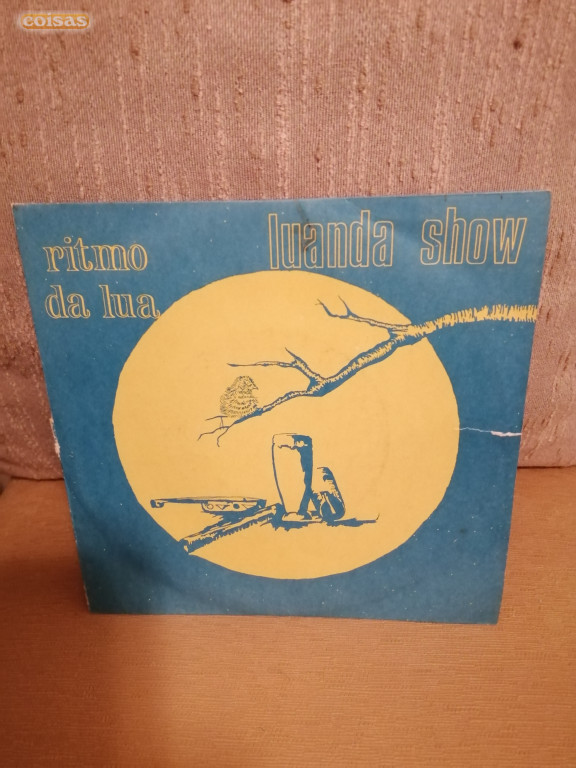 coisas
ritmo
da lua
luanda show